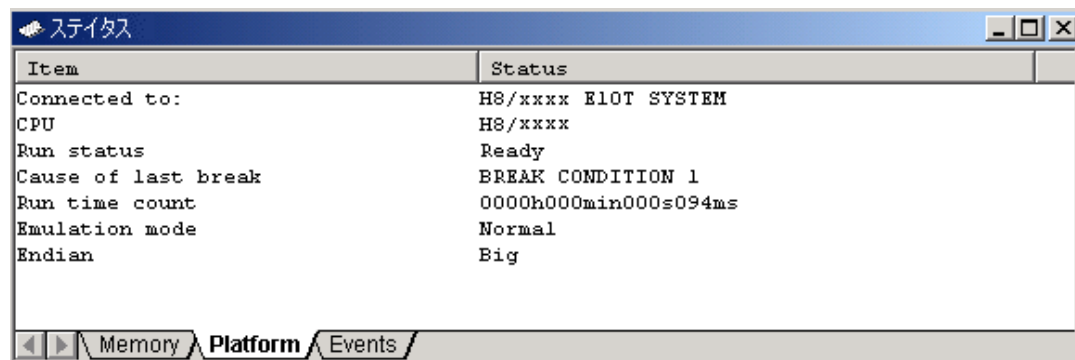 ステイタス
Item Status
Connected to: H8/xxxx E10T SYSTEM
CPU H8/xxxx
Run status Ready
Cause of last break BREAK CONDITION 1
Run time count 0000h000min000s094ms
Emulation mode Normal
Endian Big
Memory Platform Events